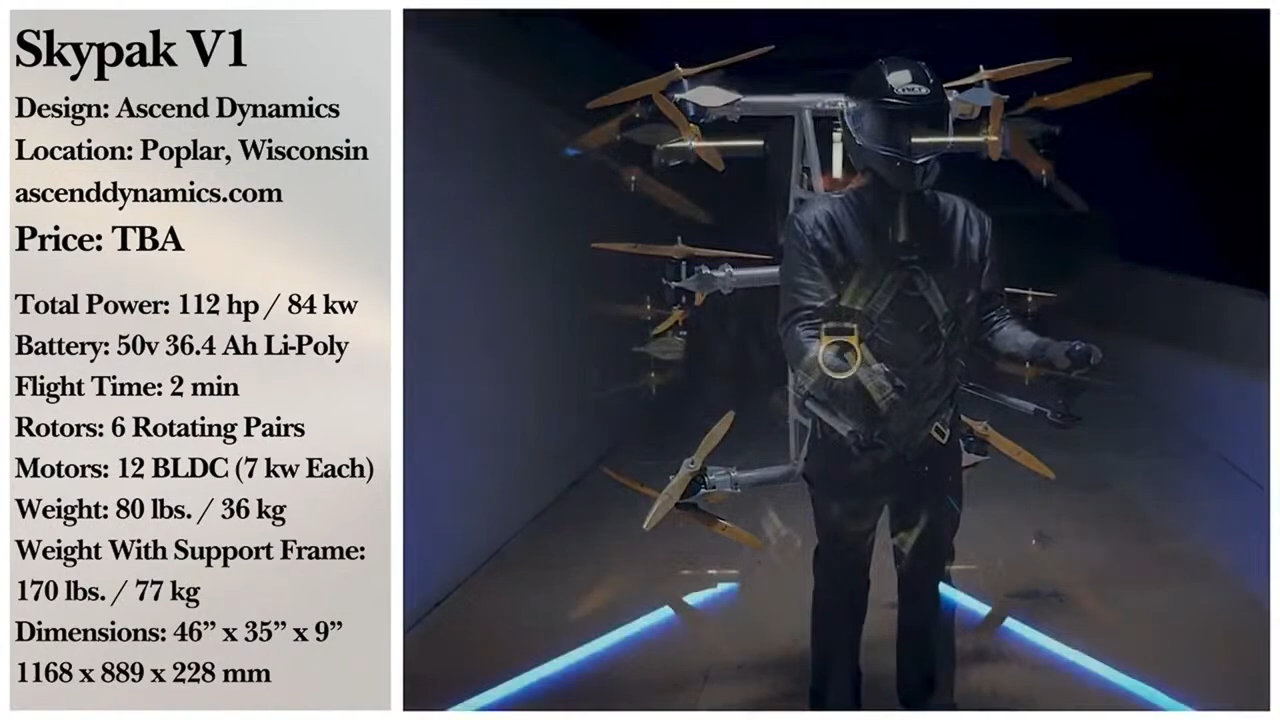 Skypak V1
Design: Ascend Dynamics
Location: Poplar, Wisconsin
ascenddynamics.com
Price: TBA
Total Power: 112 hp / 84 kw
Battery: 50v 36.4 Ah Li-Poly
Flight Time: 2 min
Rotors: 6 Rotating Pairs
Motors: 12 BLDC (7 kw Each)
Weight: 80 lbs. / 36 kg
Weight With Support Frame:
170 lbs. / 77 kg
Dimensions: 46” x 35” x 9”
1168 x 889 x 228 mm